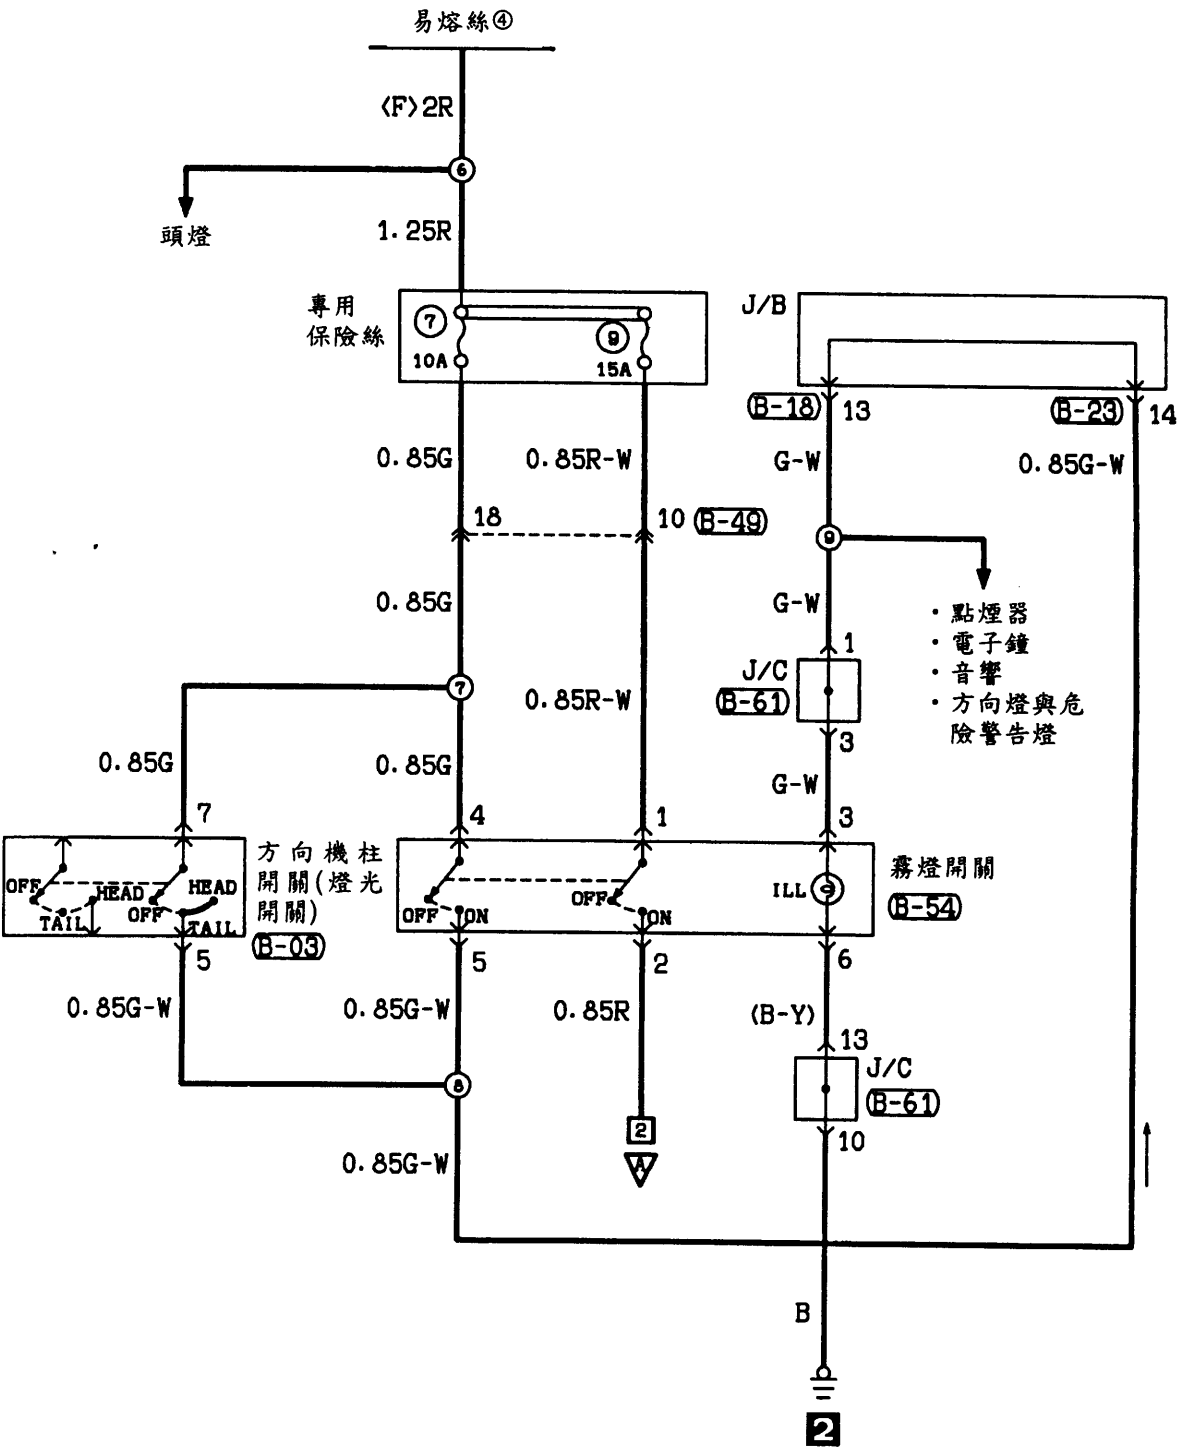 易熔絲④
〈F〉2R
6
頭燈
1.25R
專用
保險絲
7
10A
9
15A
J/B
(B-18)
13
(B-23)
14
0.85G
0.85R-W
G-W
0.85G-W
18
10
(B-49)
9
0.85G
G-W
・點煙器
・電子鐘
・音響
・方向燈與危
險警告燈
1
J/C
(B-61)
3
7
0.85R-W
0.85G
0.85G
G-W
7
4
1
3
方向機柱
開關(燈光
開關)
(B-03)
OFF
HEAD
TAIL
OFF
HEAD
TAIL
OFF
ON
OFF
ON
ILL
霧燈開關
(B-54)
5
5
2
6
0.85G-W
0.85G-W
0.85R
(B-Y)
13
J/C
(B-61)
8
10
2
A
0.85G-W
B
2